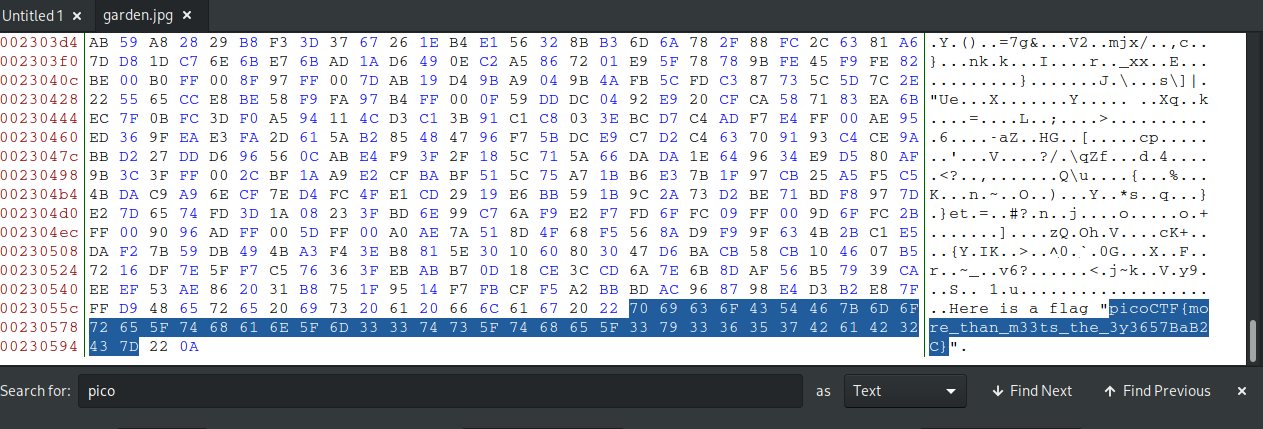 Untitled 1 × garden.jpg ×
002303d4 AB 59 A8 28 29 B8 F3 3D 37 67 26 1E B4 E1 56 32 8B B3 6D 6A 78 2F 88 FC 2C 63 81 A6 .Y.()..=7g&...V2..mjx/..,c..
002303f0 7D D8 1D C7 6E 6B E7 6B AD 1A D6 49 0E C2 A5 86 72 01 E9 5F 78 78 9B FE 45 F9 FE 82 }...nk.k...I....r.._xx..E...
0023040c BE 00 B0 FF 00 8F 97 FF 00 7D AB 19 D4 9B A9 04 9B 4A FB 5C FD C3 87 73 5C 5D 7C 2E .........}.......J.\...s\]|.
00230428 22 55 65 CC E8 BE 58 F9 FA 97 B4 FF 00 0F 59 DD DC 04 92 E9 20 CF CA 58 71 83 EA 6B "Ue...X.......Y..... ..Xq..k
00230444 EC 7F 0B FC 3D F0 A5 94 11 4C D3 C1 3B 91 C1 C8 03 3E BC D7 C4 AD F7 E4 FF 00 AE 95 ....=....L..;....>..........
00230460 ED 36 9F EA E3 FA 2D 61 5A B2 85 48 47 96 F7 5B DC E9 C7 D2 C4 63 70 91 93 C4 CE 9A .6....-aZ..HG..[.....cp.....
0023047c BB D2 27 DD D6 96 56 0C AB E4 F9 3F 2F 18 5C 71 5A 66 DA DA 1E 64 96 34 E9 D5 80 AF ..'...V....?/.\qZf...d.4....
00230498 9B 3C 3F FF 00 2C BF 1A A9 E2 CF BA BF 51 5C 75 A7 1B B6 E3 7B 1F 97 CB 25 A5 F5 C5 .<?..,.......Q\u....{...%...
002304b4 4B DA C9 A9 6E CF 7E D4 FC 4F E1 CD 29 19 E6 BB 59 1B 9C 2A 73 D2 BE 71 BD F8 97 7D K...n.~..O..)...Y..*s..q...}
002304d0 E2 7D 65 74 FD 3D 1A 08 23 3F BD 6E 99 C7 6A F9 E2 F7 FD 6F FC 09 FF 00 9D 6F FC 2B .}et.=..#?.n..j....o.....o.+
002304ec FF 00 90 96 AD FF 00 5D FF 00 A0 AE 7A 51 8D 4F 68 F5 56 8A D9 F9 9F 63 4B 2B C1 E5 .......]....zQ.Oh.V....cK+..
00230508 DA F2 7B 59 DB 49 4B A3 F4 3E B8 81 5E 30 10 60 80 30 47 D6 BA CB 58 CB 10 46 07 B5 ..{Y.IK..>..^0.`.0G...X..F..
00230524 72 16 DF 7E 5F F7 C5 76 36 3F EB AB B7 0D 18 CE 3C CD 6A 7E 6B 8D AF 56 B5 79 39 CA r..~_..v6?......<.j~k..V.y9.
00230540 EE EF 53 AE 86 20 31 B8 75 1F 95 14 F7 FB CF F5 A2 BB BD AC 96 87 98 E4 D3 B2 E8 7F ..S.. 1.u...................
0023055c FF D9 48 65 72 65 20 69 73 20 61 20 66 6C 61 67 20 22 70 69 63 6F 43 54 46 7B 6D 6F ..Here is a flag "picoCTF{mo
00230578 72 65 5F 74 68 61 6E 5F 6D 33 33 74 73 5F 74 68 65 5F 33 79 33 36 35 37 42 61 42 32 re_than_m33ts_the_3y3657BaB2
00230594 43 7D 22 0A C}".
Search for: pico as Text Find Next Find Previous ×